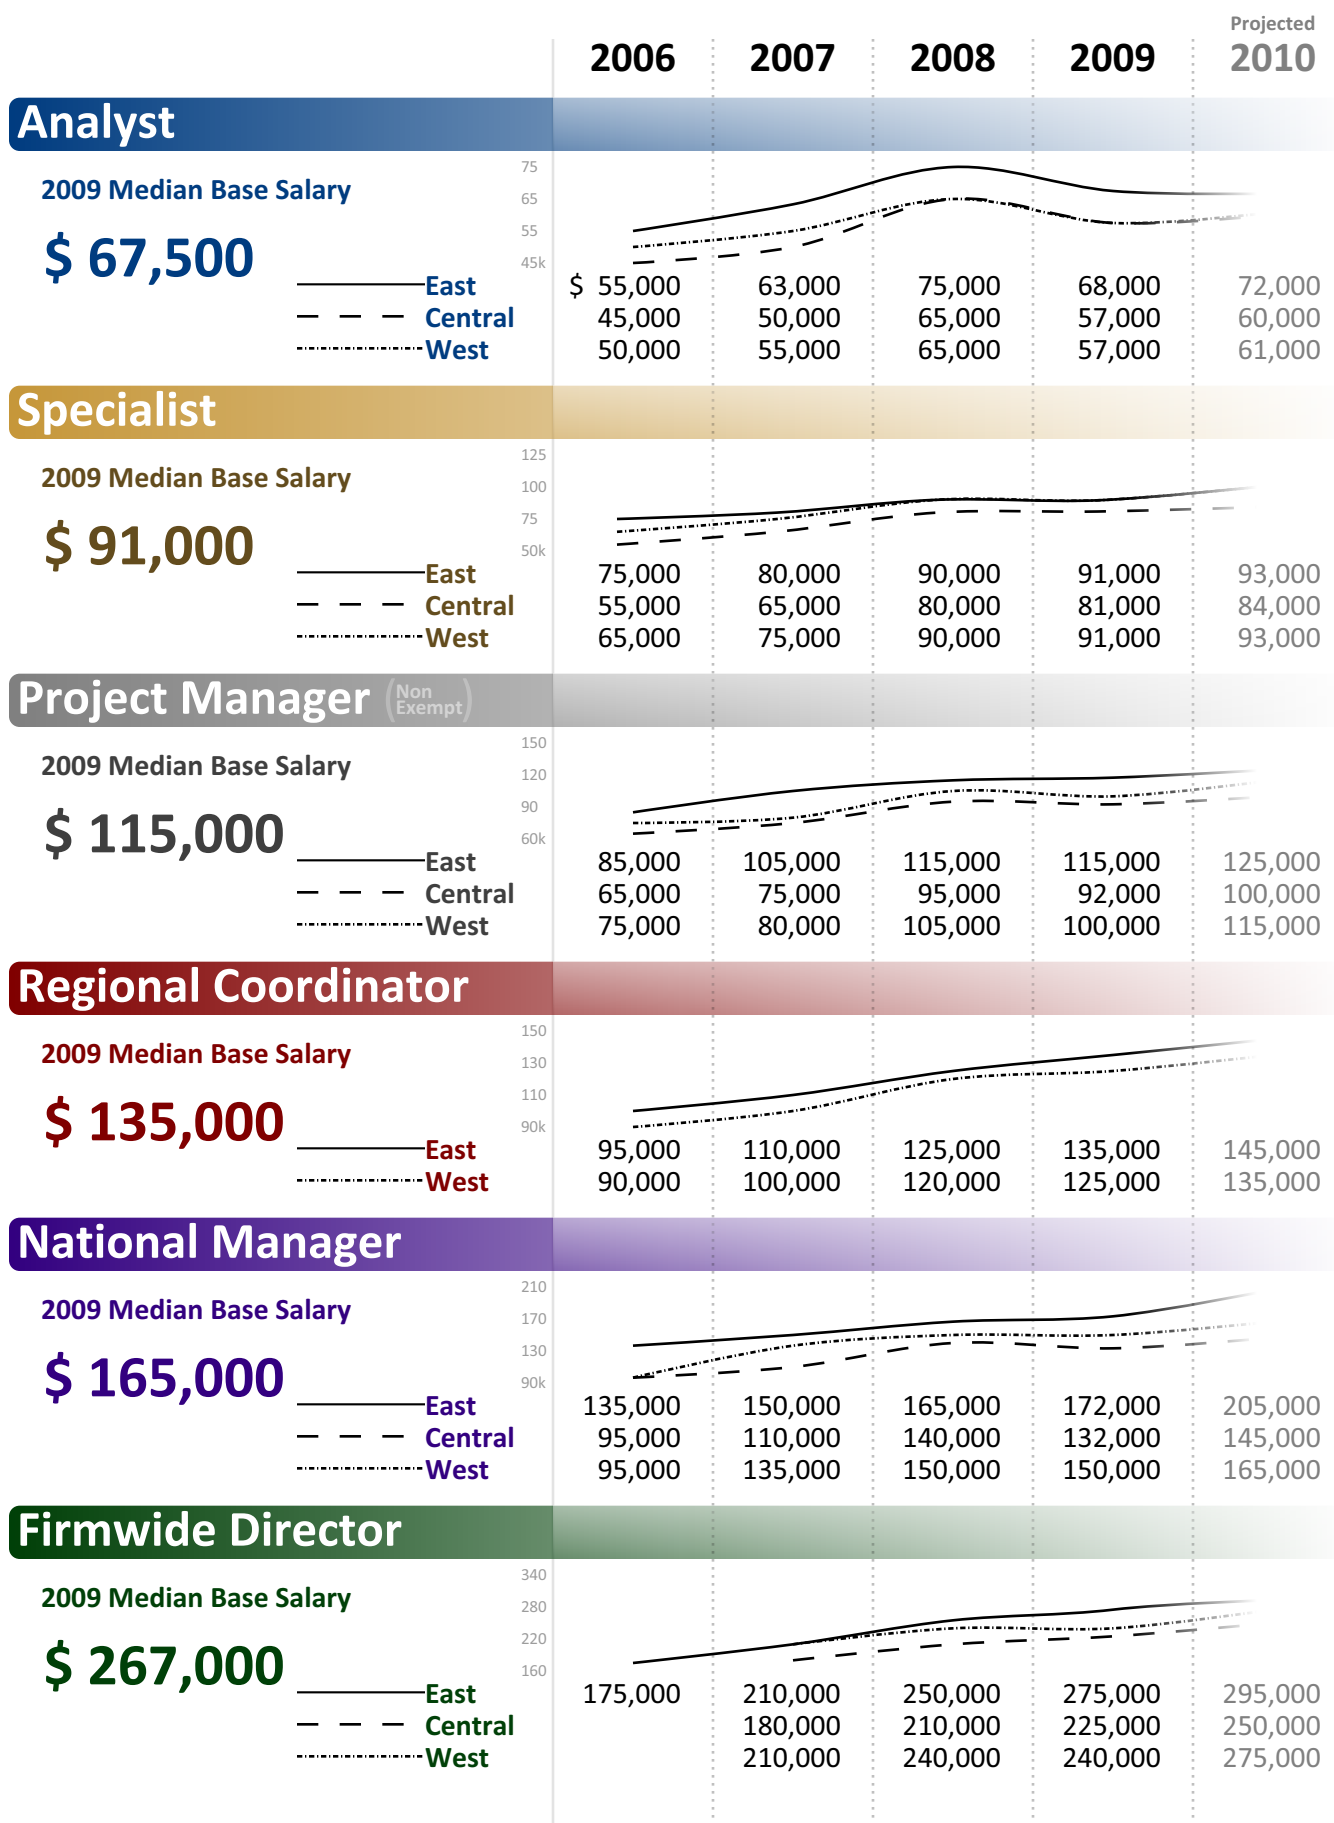 Projected
2006 2007 2008 2009 2010
Analyst
2009 Median Base Salary
$ 67,500
75
65
55
45k
East $ 55,000 63,000 75,000 68,000 72,000
Central 45,000 50,000 65,000 57,000 60,000
West 50,000 55,000 65,000 57,000 61,000
Specialist
2009 Median Base Salary
$ 91,000
125
100
75
50k
East 75,000 80,000 90,000 91,000 93,000
Central 55,000 65,000 80,000 81,000 84,000
West 65,000 75,000 90,000 91,000 93,000
Project Manager (Non Exempt)
2009 Median Base Salary
$ 115,000
150
120
90
60k
East 85,000 105,000 115,000 115,000 125,000
Central 65,000 75,000 95,000 92,000 100,000
West 75,000 80,000 105,000 100,000 115,000
Regional Coordinator
2009 Median Base Salary
$ 135,000
150
130
110
90k
East 95,000 110,000 125,000 135,000 145,000
West 90,000 100,000 120,000 125,000 135,000
National Manager
2009 Median Base Salary
$ 165,000
210
170
130
90k
East 135,000 150,000 165,000 172,000 205,000
Central 95,000 110,000 140,000 132,000 145,000
West 95,000 135,000 150,000 150,000 165,000
Firmwide Director
2009 Median Base Salary
$ 267,000
340
280
220
160
East 175,000 210,000 250,000 275,000 295,000
Central 180,000 210,000 225,000 250,000
West 210,000 240,000 240,000 275,000